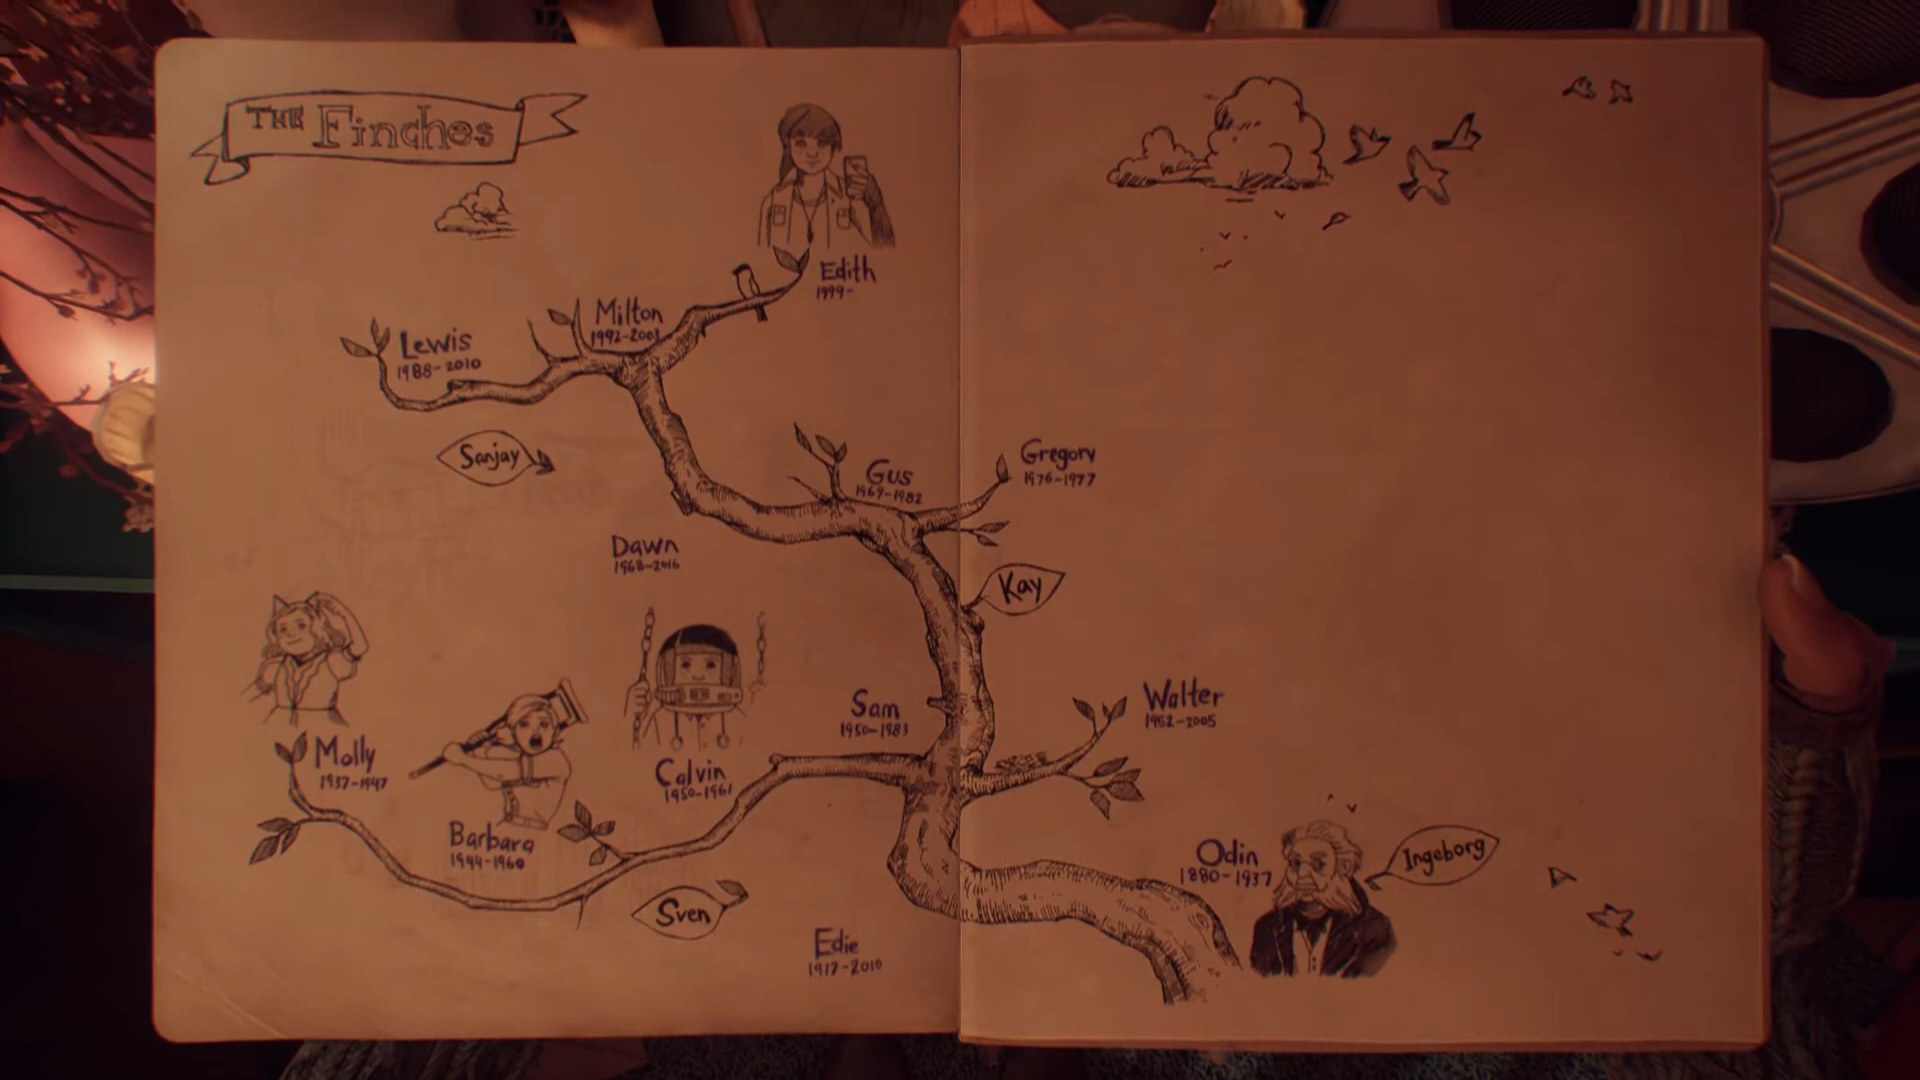 THE Finches
Edith
1999-
Milton
1992-2003
Lewis
1988-2010
Sanjay
Gregory
1976-1977
Gus
1969-1982
Dawn
1968-2016
Kay
Sam
1950-1983
Walter
1952-2005
Molly
1937-1947
Calvin
1950-1961
Barbara
1944-1960
Odin
1880-1937
Ingeborg
Sven
Edie
1917-2010